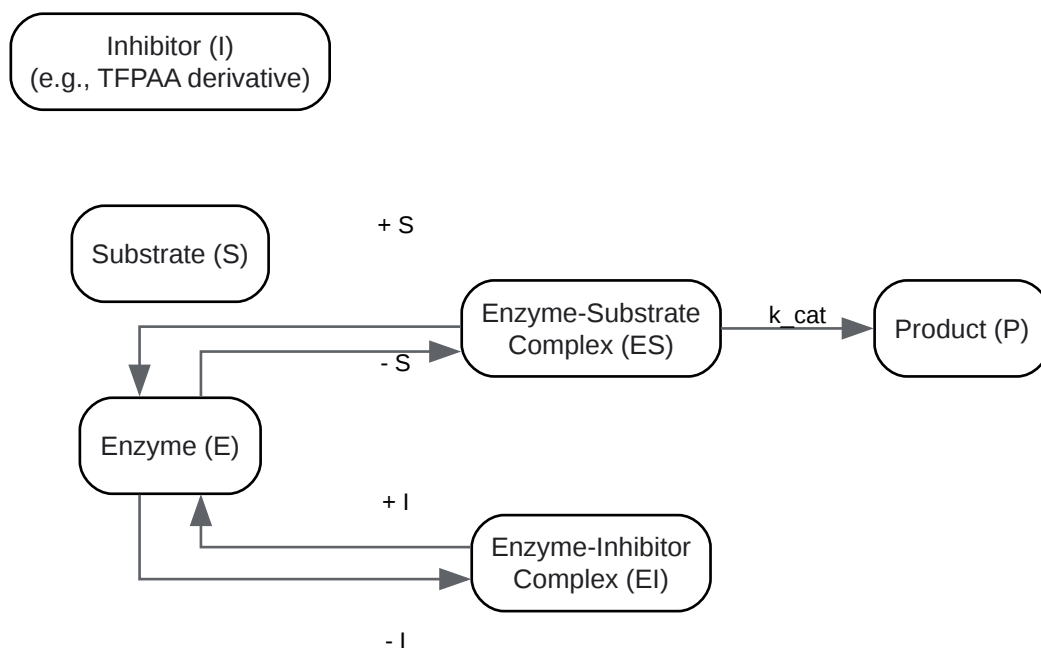 Inhibitor (I)
(e.g., TFPAA derivative)
+ S
Substrate (S)
Enzyme-Substrate
Complex (ES)
k_cat
Product (P)
- S
Enzyme (E)
+ I
Enzyme-Inhibitor
Complex (EI)
- I